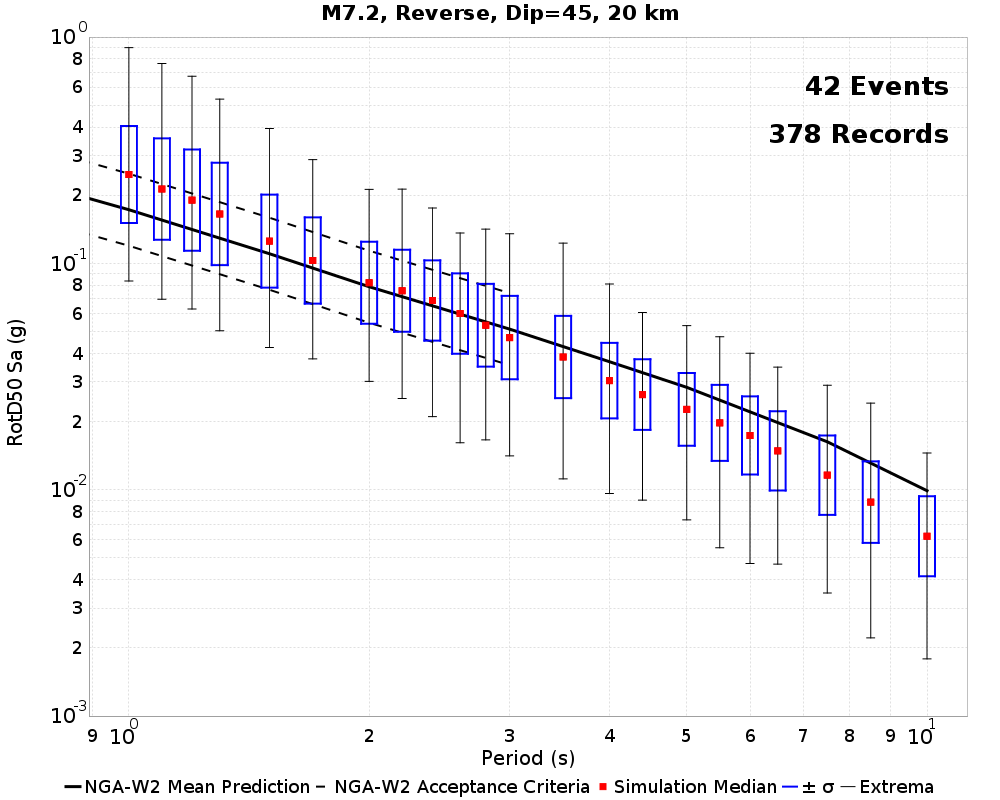 M7.2, Reverse, Dip=45, 20 km
42 Events
378 Records
RotD50 Sa (g)
10^0
8
6
4
3
2
10^-1
8
6
4
3
2
10^-2
8
6
4
3
2
10^-3
9 10^0 2 3 4 5 6 7 8 9 10^1
Period (s)
NGA-W2 Mean Prediction NGA-W2 Acceptance Criteria Simulation Median ± σ Extrema